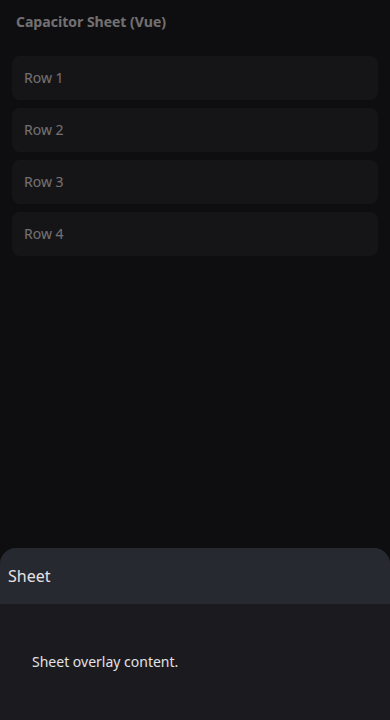 Capacitor Sheet (Vue)
Row 1
Row 2
Row 3
Row 4
Sheet
Sheet overlay content.